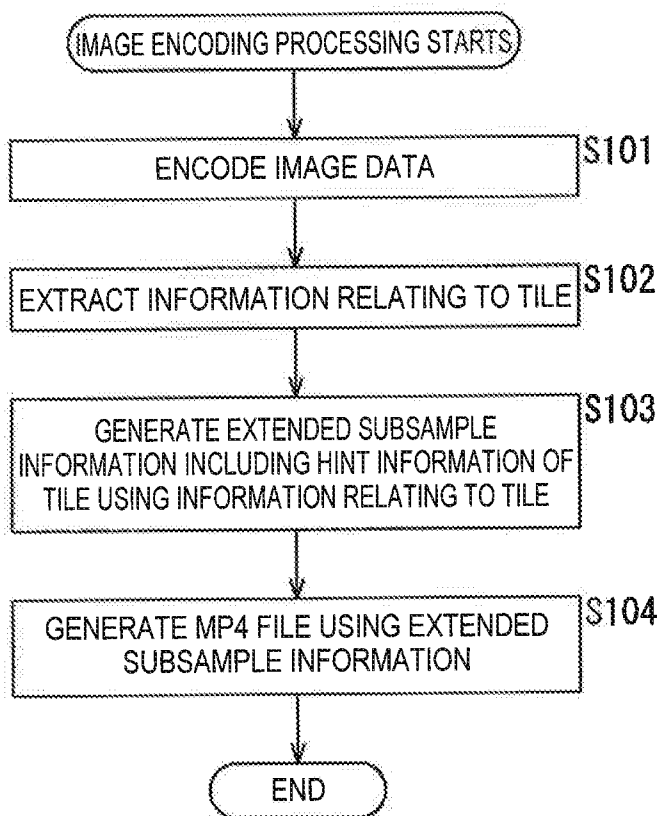 IMAGE ENCODING PROCESSING STARTS
ENCODE IMAGE DATA
S101
EXTRACT INFORMATION RELATING TO TILE
S102
GENERATE EXTENDED SUBSAMPLE
INFORMATION INCLUDING HINT INFORMATION OF
TILE USING INFORMATION RELATING TO TILE
S103
GENERATE MP4 FILE USING EXTENDED
SUBSAMPLE INFORMATION
S104
END